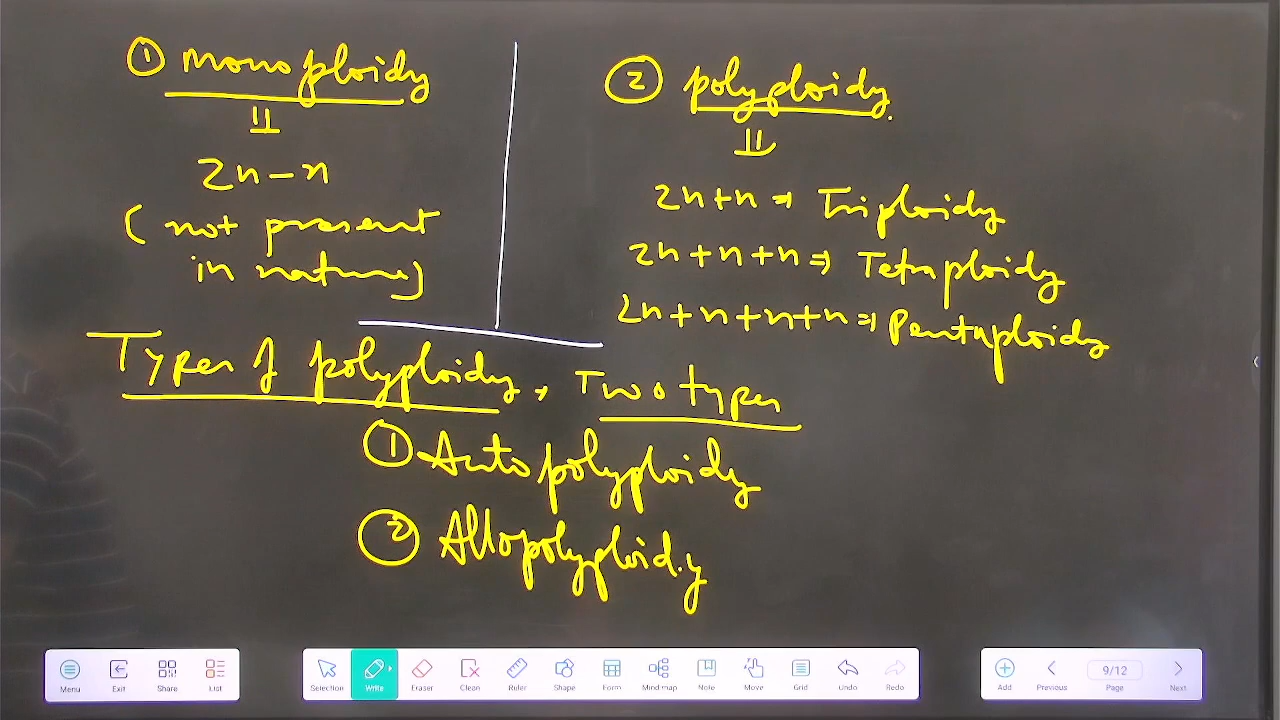 ① Monoploidy
2n-n
(not present
in nature)
② polyploidy.
2n+n ⇒ Triploidy
2n+n+n ⇒ Tetraploidy
2n+n+n+n ⇒ Pentaploidy
Types of polyploidy, Two types
① Autopolyploidy
② Allopolyploidy
Menu Exit Share List Selection Write Eraser Clean Ruler Shape Form Mind map Note Move Grid Undo Redo Add Previous 9/12 Page Next